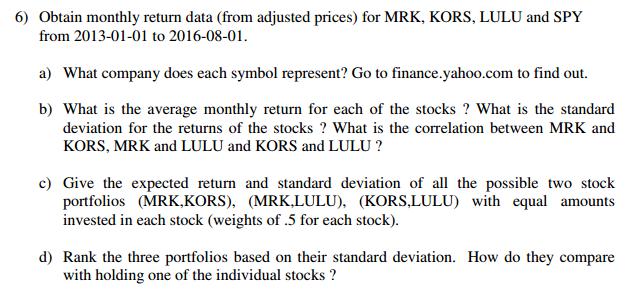 6) Obtain monthly return data (from adjusted prices) for MRK, KORS, LULU and SPY
from 2013-01-01 to 2016-08-01.
a) What company does each symbol represent? Go to finance.yahoo.com to find out.
b) What is the average monthly return for each of the stocks ? What is the standard
deviation for the returns of the stocks ? What is the correlation between MRK and
KORS, MRK and LULU and KORS and LULU ?
c) Give the expected return and standard deviation of all the possible two stock
portfolios (MRK,KORS), (MRK,LULU), (KORS,LULU) with equal amounts
invested in each stock (weights of .5 for each stock).
d) Rank the three portfolios based on their standard deviation. How do they compare
with holding one of the individual stocks ?